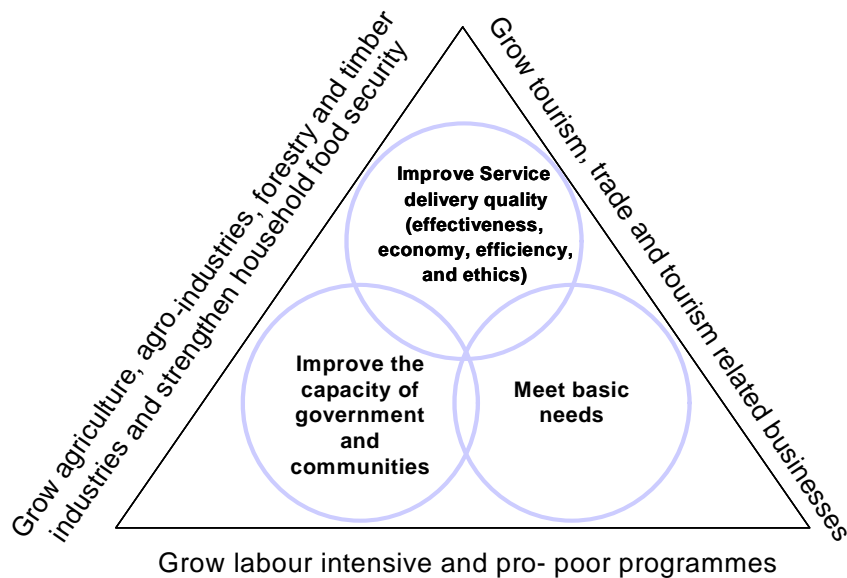 Grow agriculture, agro-industries, forestry and timber
industries and strengthen household food security
Grow tourism, trade and tourism related businesses
Improve Service
delivery quality
(effectiveness,
economy, efficiency,
and ethics)
Improve the
capacity of
government
and
communities
Meet basic
needs
Grow labour intensive and pro- poor programmes